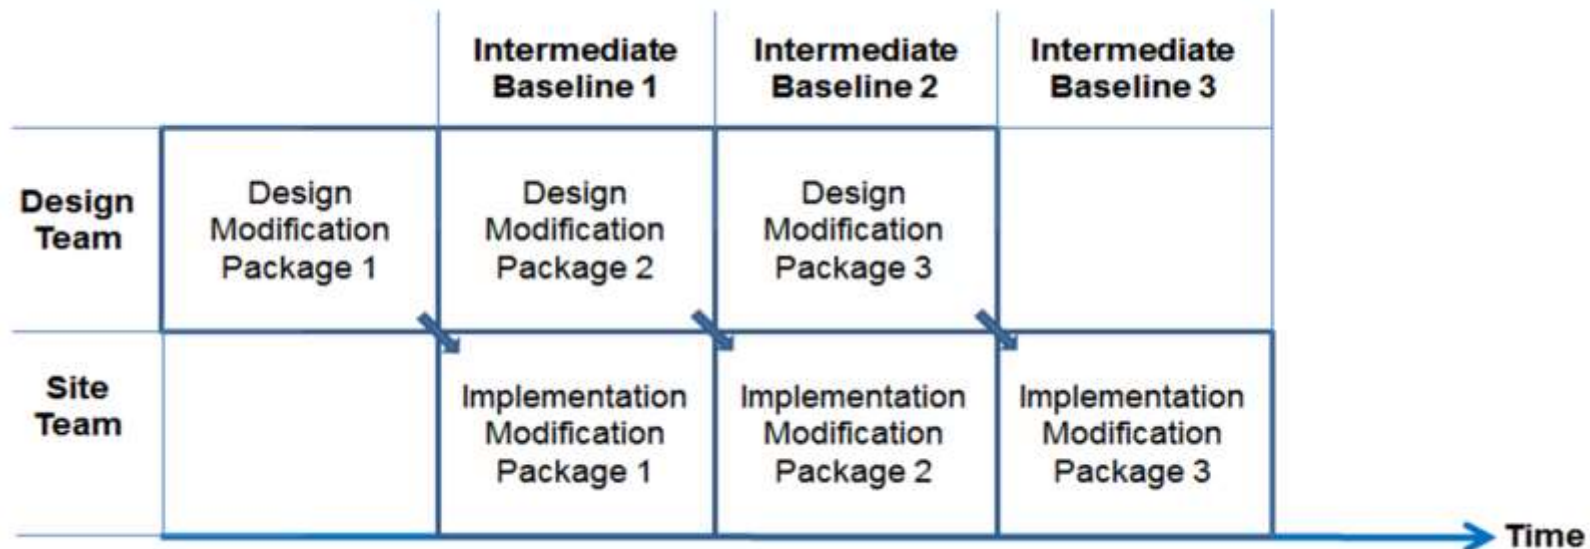 Intermediate
Baseline 1
Intermediate
Baseline 2
Intermediate
Baseline 3
Design
Team
Design
Modification
Package 1
Design
Modification
Package 2
Design
Modification
Package 3
Site
Team
Implementation
Modification
Package 1
Implementation
Modification
Package 2
Implementation
Modification
Package 3
Time